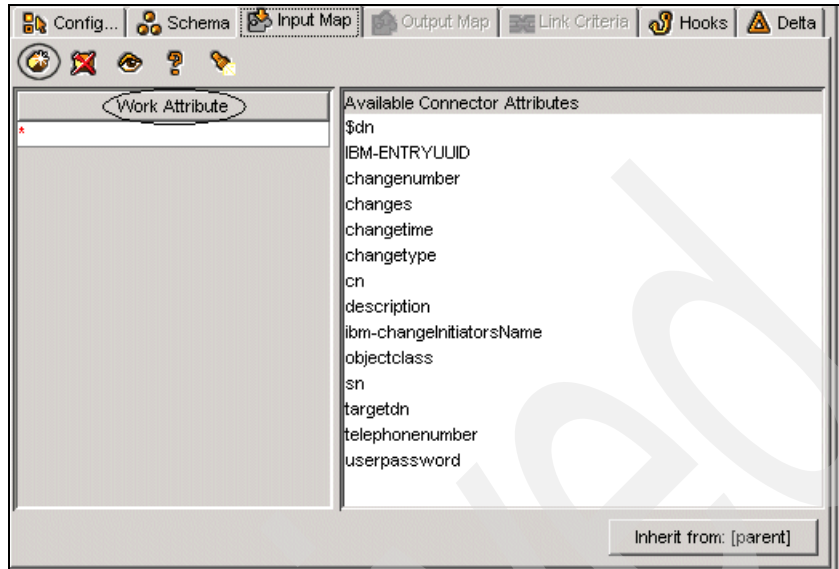 Config... Schema Input Map Output Map Link Criteria Hooks Delta
Work Attribute
*
Available Connector Attributes
$dn
IBM-ENTRYUUID
changenumber
changes
changetime
changetype
cn
description
ibm-changeInitiatorsName
objectclass
sn
targetdn
telephonenumber
userpassword
Inherit from: [parent]